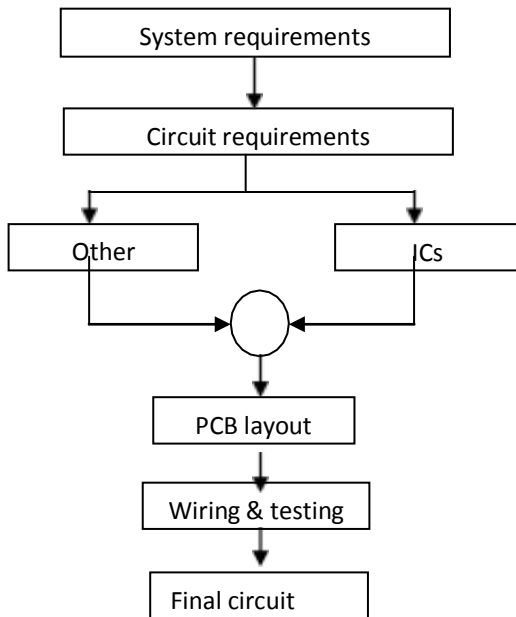 System requirements
Circuit requirements
Other
ICs
PCB layout
Wiring & testing
Final circuit